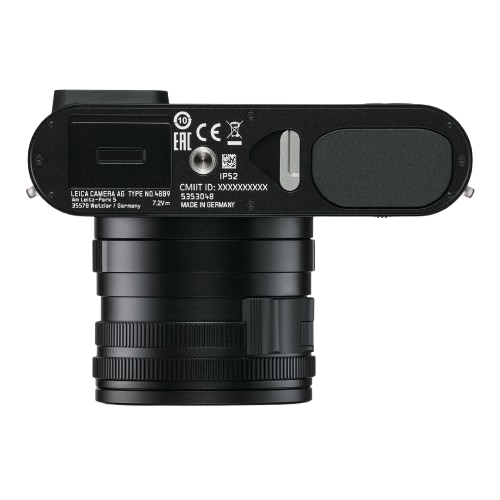 10
EAC CE
IP52
LEICA CAMERA AG TYPE NO. 4889
Am Leitz-Park 5
35578 Wetzlar / Germany 7.2V⎓
CMIIT ID: XXXXXXXXXX
5353048
MADE IN GERMANY